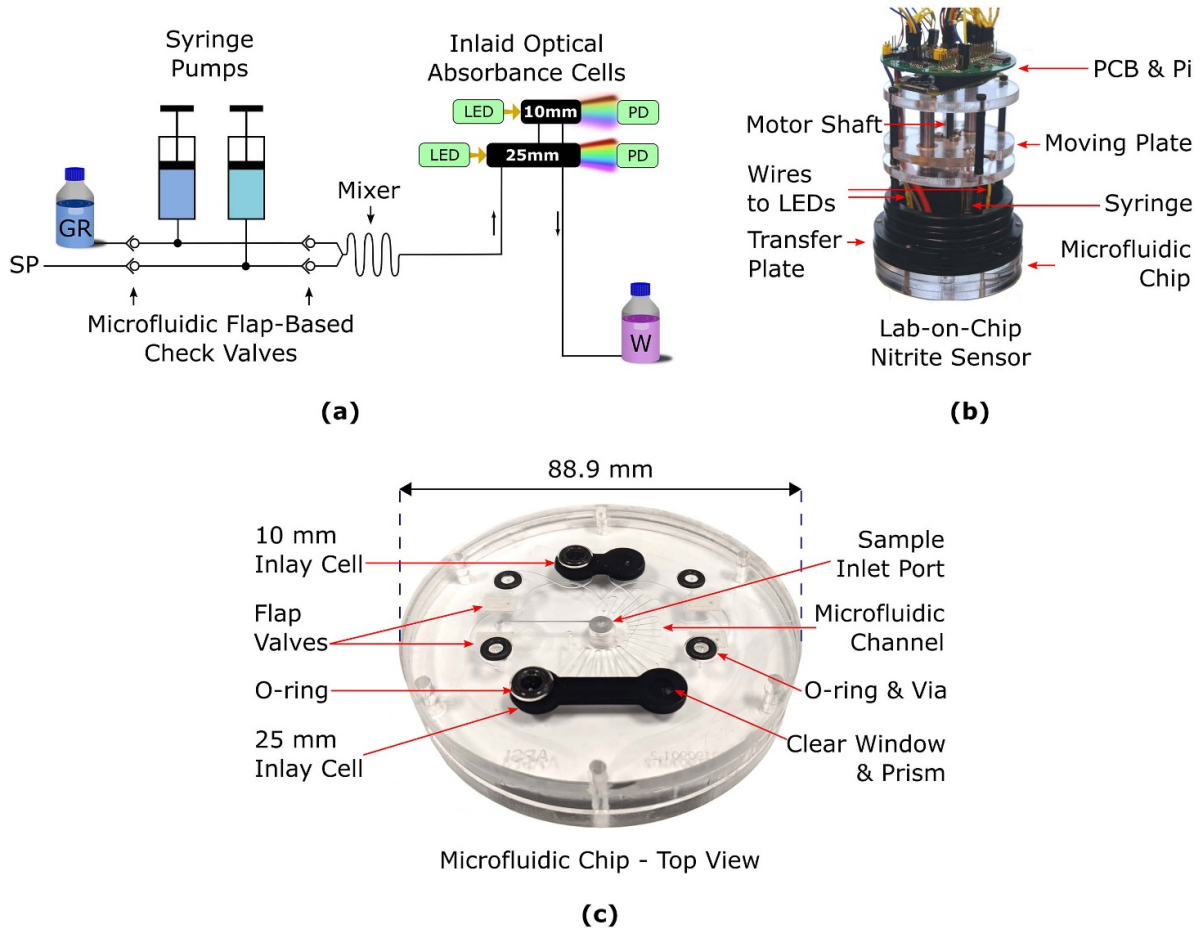 Syringe
Pumps
Inlaid Optical
Absorbance Cells
LED
10mm
PD
LED
25mm
PD
GR
Mixer
SP
Microfluidic Flap-Based
Check Valves
W
(a)
PCB & Pi
Motor Shaft
Moving Plate
Wires
to LEDs
Syringe
Transfer
Plate
Microfluidic
Chip
Lab-on-Chip
Nitrite Sensor
(b)
88.9 mm
10 mm
Inlay Cell
Sample
Inlet Port
Flap
Valves
Microfluidic
Channel
O-ring
O-ring & Via
25 mm
Inlay Cell
Clear Window
& Prism
Microfluidic Chip - Top View
(c)